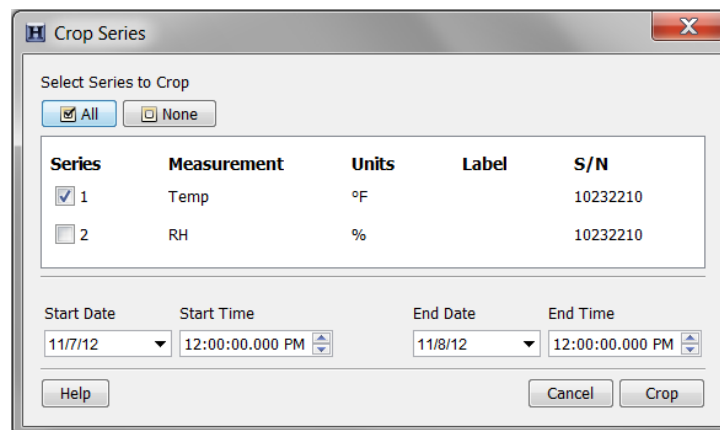 H Crop Series
X
Select Series to Crop
All None
Series Measurement Units Label S/N
1 Temp ºF 10232210
2 RH % 10232210
Start Date Start Time End Date End Time
11/7/12 12:00:00.000 PM 11/8/12 12:00:00.000 PM
Help Cancel Crop